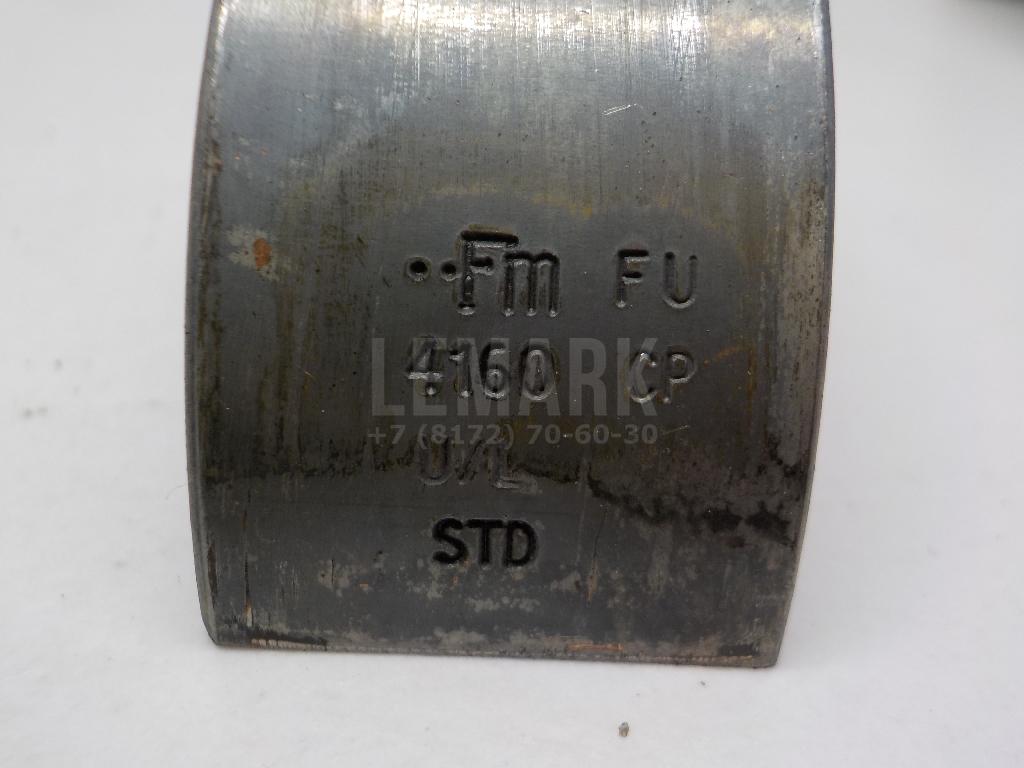 Fm FU
4160 CP
LEMARK
+7 (8172) 70-60-30
U/L
STD